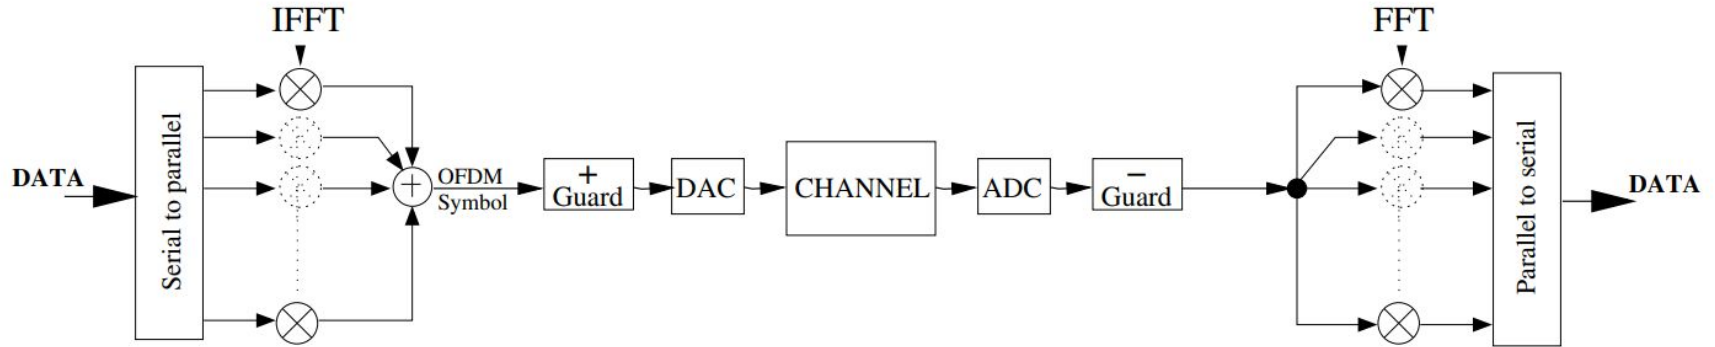 IFFT
FFT
DATA
Serial to parallel
+
OFDM
Symbol
+
Guard
DAC
CHANNEL
ADC
−
Guard
Parallel to serial
DATA